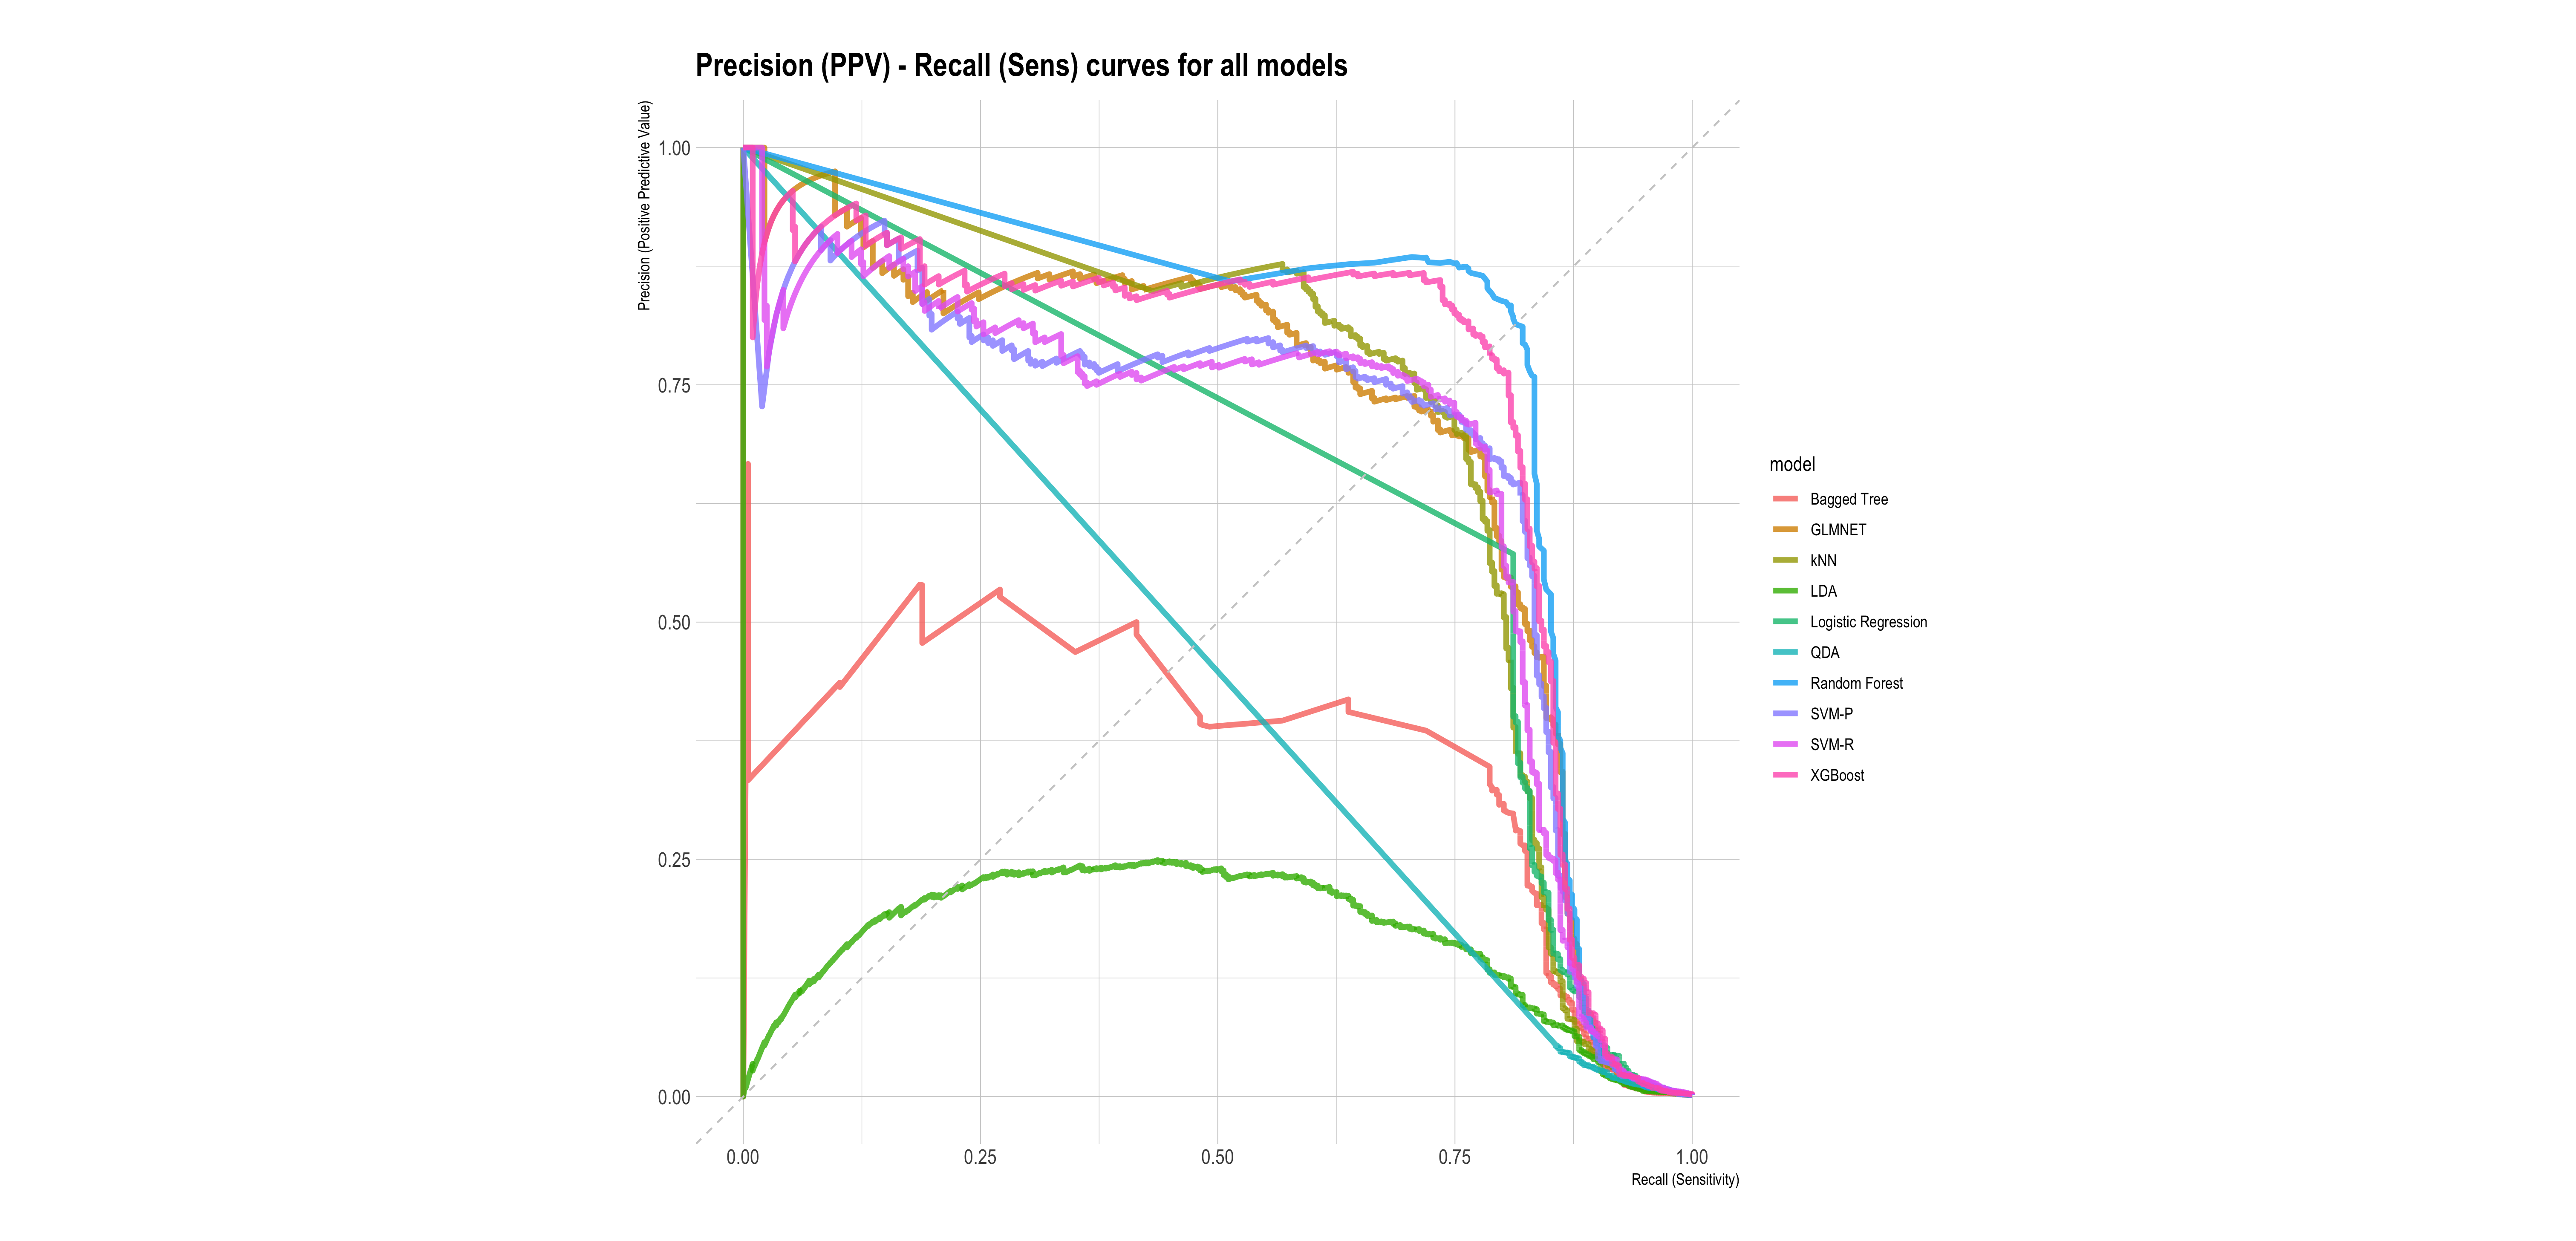 Precision (PPV) - Recall (Sens) curves for all models
Precision (Positive Predictive Value)
1.00
0.75
0.50
0.25
0.00
0.00 0.25 0.50 0.75 1.00
Recall (Sensitivity)
model
Bagged Tree
GLMNET
kNN
LDA
Logistic Regression
QDA
Random Forest
SVM-P
SVM-R
XGBoost